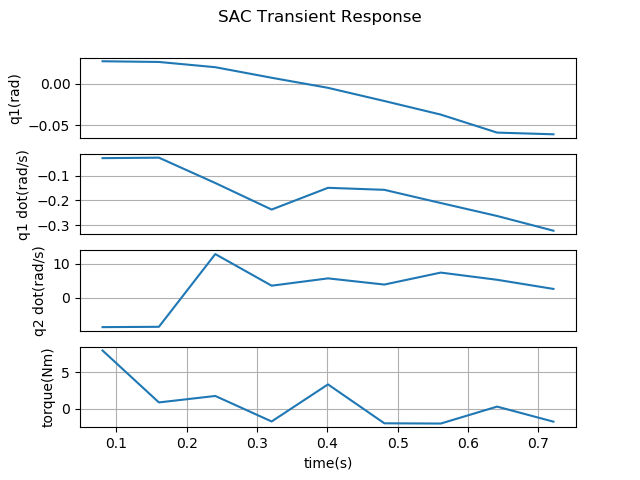 SAC Transient Response
q1(rad)
0.00
−0.05
q1 dot(rad/s)
−0.1
−0.2
−0.3
q2 dot(rad/s)
10
0
torque(Nm)
5
0
0.1 0.2 0.3 0.4 0.5 0.6 0.7
time(s)